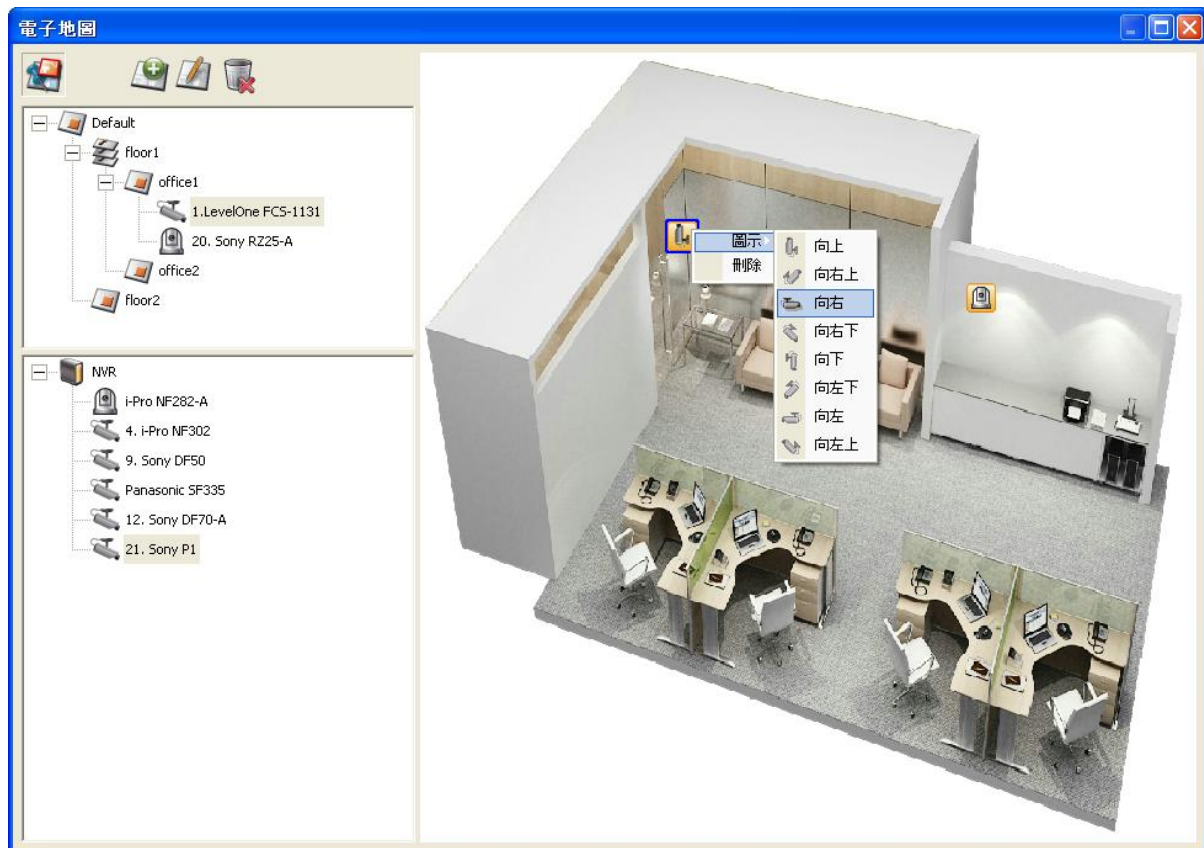 電子地圖
Default
floor1
office1
1.LevelOne FCS-1131
20. Sony RZ25-A
office2
floor2
NVR
i-Pro NF282-A
4. i-Pro NF302
9. Sony DF50
Panasonic SF335
12. Sony DF70-A
21. Sony P1
圖示
刪除
向上
向右上
向右
向右下
向下
向左下
向左
向左上